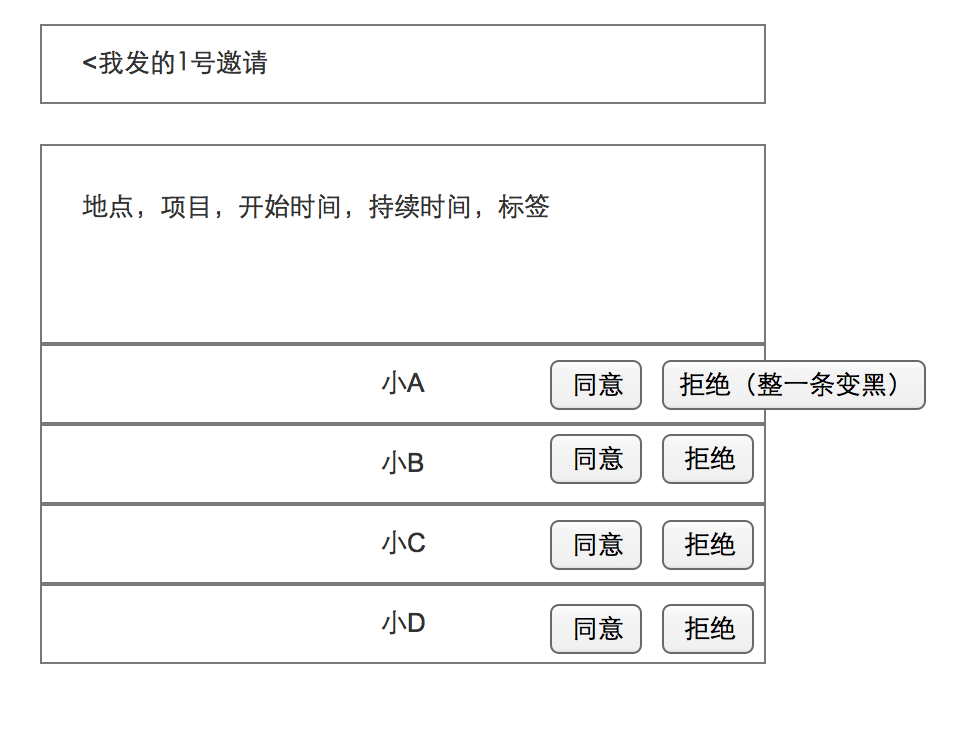 <我发的1号邀请
地点，项目，开始时间，持续时间，标签
小A 同意 拒绝（整一条变黑）
小B 同意 拒绝
小C 同意 拒绝
小D 同意 拒绝